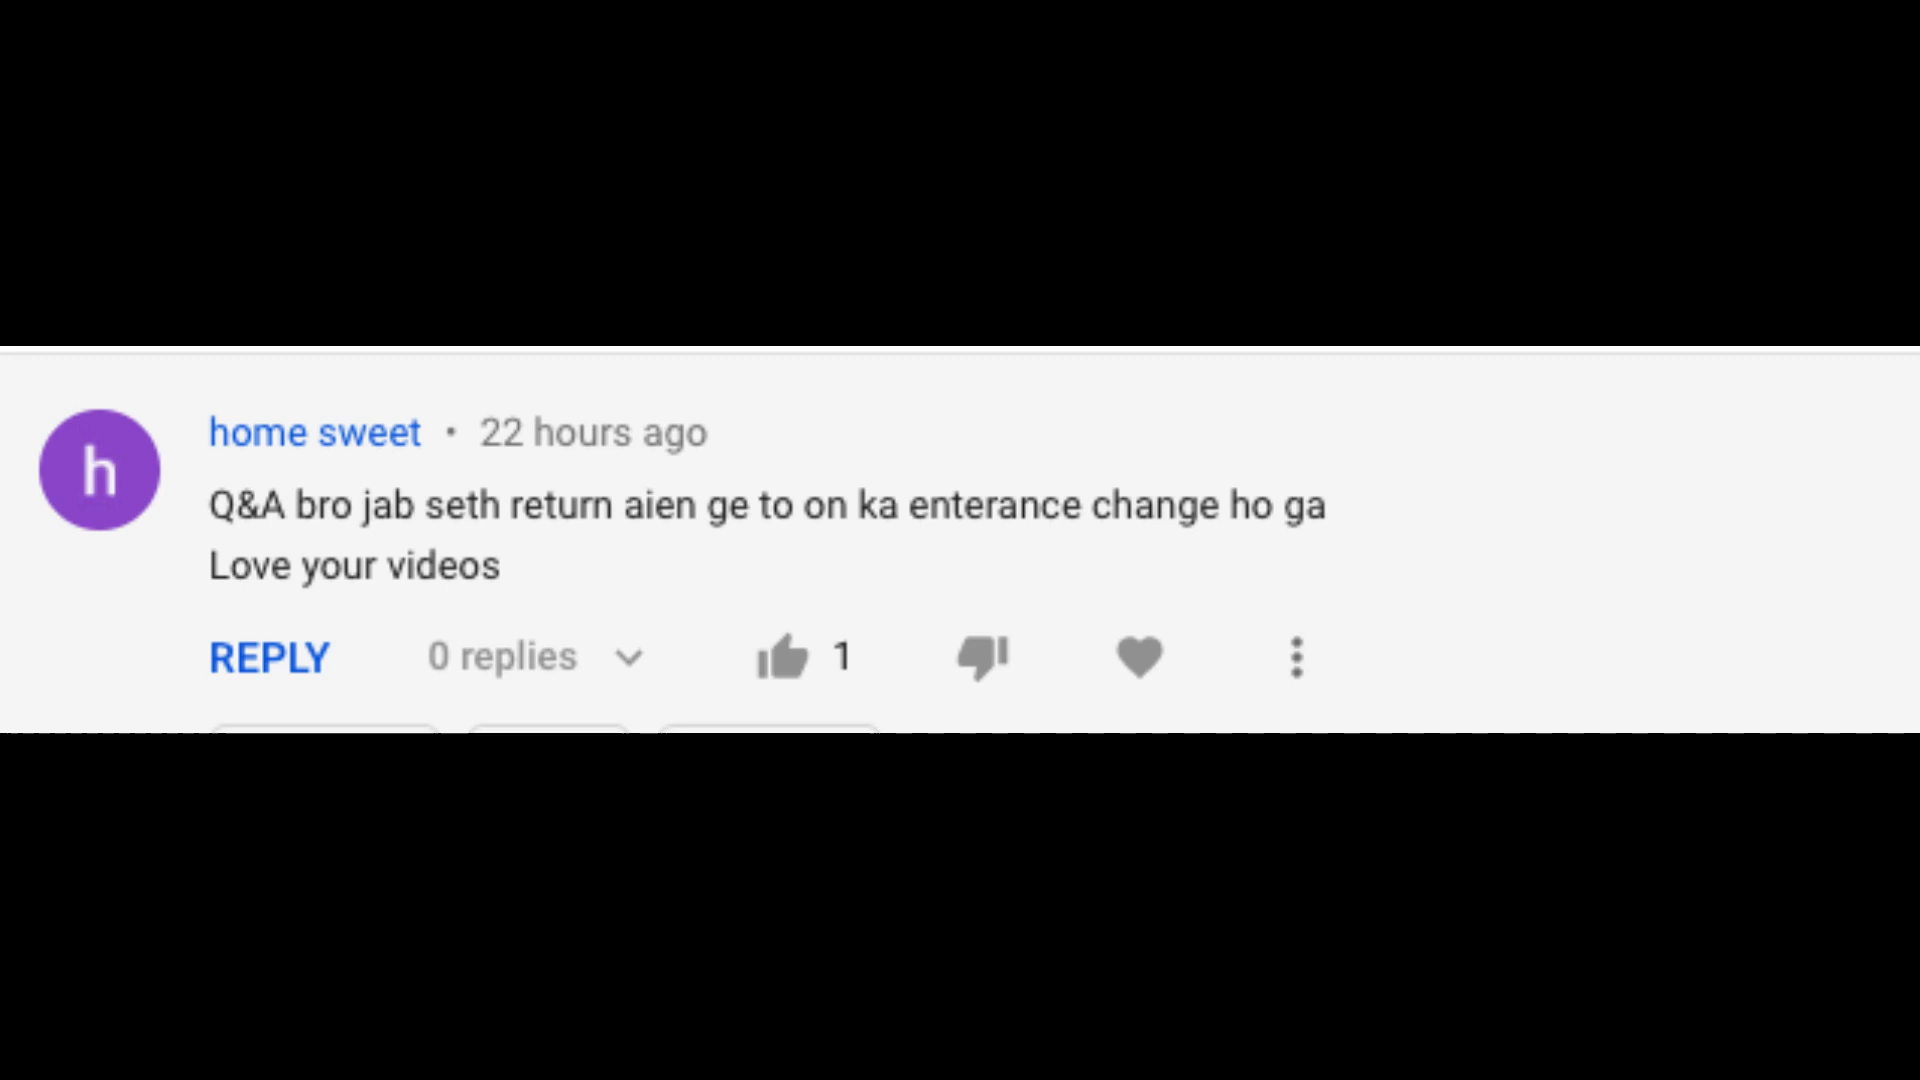 h
home sweet • 22 hours ago
Q&A bro jab seth return aien ge to on ka enterance change ho ga
Love your videos
REPLY 0 replies 1